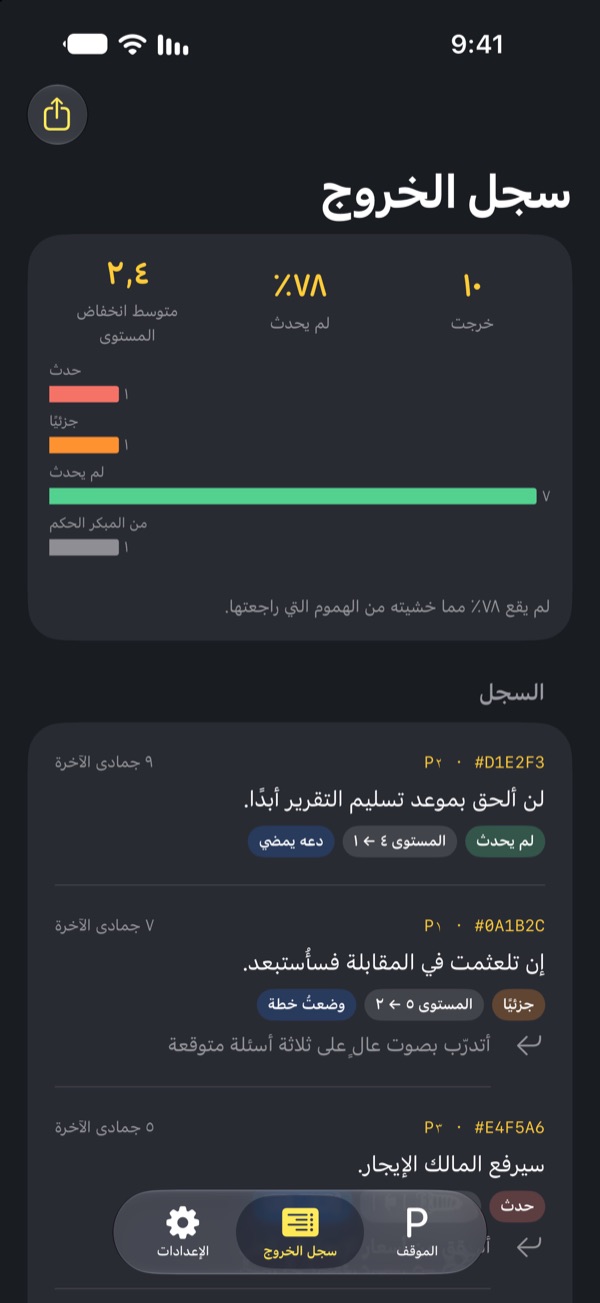 9:41
سجل الخروج
١٠
خرجت
٧٨٪
لم يحدث
٢,٤
متوسط انخفاض
المستوى
حدث
١
جزئيًا
١
لم يحدث
٧
من المبكر الحكم
١
لم يقع ٧٨٪ مما خشيته من الهموم التي راجعتها.
السجل
#D1E2F3 · P٢
٩ جمادى الآخرة
لن ألحق بموعد تسليم التقرير أبدًا.
لم يحدث
المستوى ٤ ← ١
دعه يمضي
#0A1B2C · P١
٧ جمادى الآخرة
إن تلعثمت في المقابلة فسأُستبعد.
جزئيًا
المستوى ٥ ← ٢
وضعتُ خطة
أتدرّب بصوت عالٍ على ثلاثة أسئلة متوقعة
#E4F5A6 · P٣
٥ جمادى الآخرة
سيرفع المالك الإيجار.
حدث
الموقف
سجل الخروج
الإعدادات